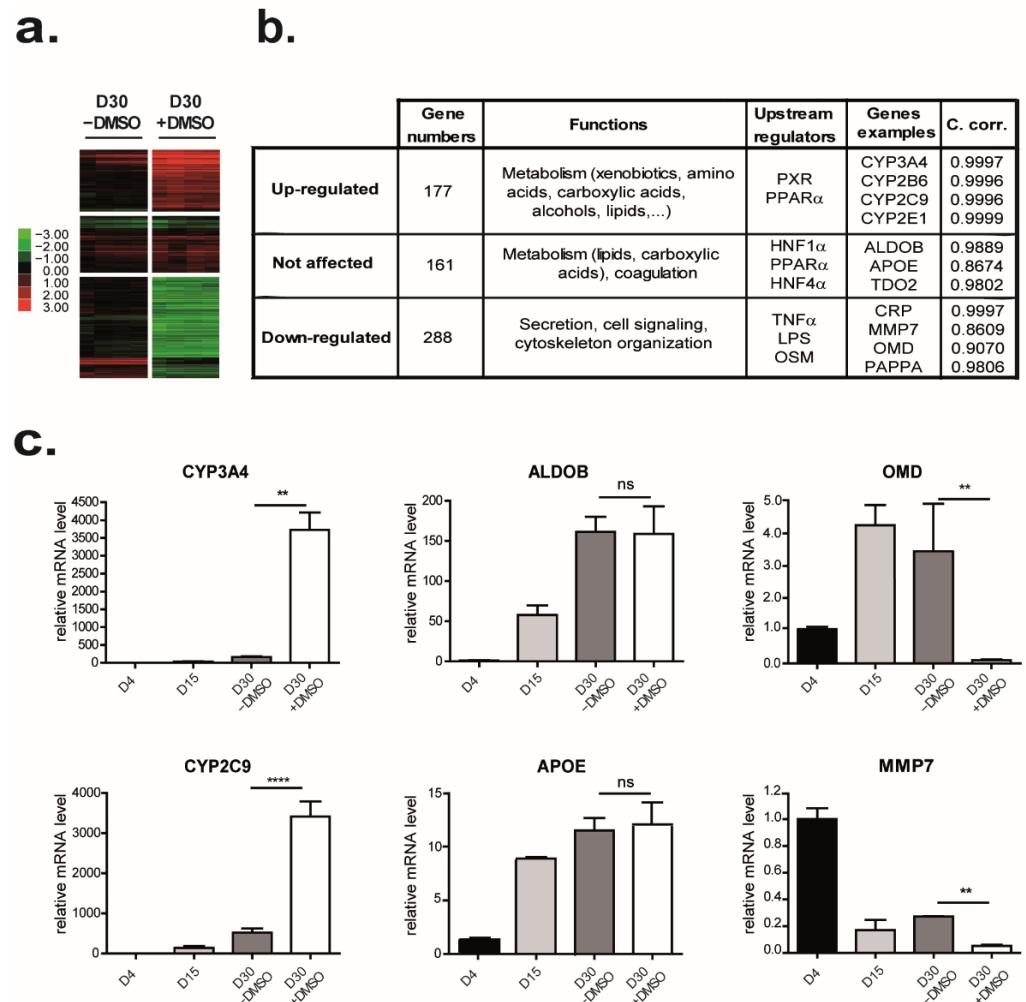 a.
b.
D30
−DMSO
D30
+DMSO
−3.00
−2.00
−1.00
0.00
1.00
2.00
3.00
Gene
numbers
Functions
Upstream
regulators
Genes
examples
C. corr.
Up-regulated
177
Metabolism (xenobiotics, amino
acids, carboxylic acids,
alcohols, lipids,...)
PXR
PPARα
CYP3A4
CYP2B6
CYP2C9
CYP2E1
0.9997
0.9996
0.9996
0.9999
Not affected
161
Metabolism (lipids, carboxylic
acids), coagulation
HNF1α
PPARα
HNF4α
ALDOB
APOE
TDO2
0.9889
0.8674
0.9802
Down-regulated
288
Secretion, cell signaling,
cytoskeleton organization
TNFα
LPS
OSM
CRP
MMP7
OMD
PAPPA
0.9997
0.8609
0.9070
0.9806
c.
CYP3A4
relative mRNA level
4500
4000
3500
3000
2500
2000
1500
1000
500
0
**
D4
D15
D30
−DMSO
D30
+DMSO
ALDOB
relative mRNA level
200
150
100
50
0
ns
D4
D15
D30
−DMSO
D30
+DMSO
OMD
relative mRNA level
5.0
4.0
3.0
2.0
1.0
0.0
**
D4
D15
D30
−DMSO
D30
+DMSO
CYP2C9
relative mRNA level
4000
3000
2000
1000
0
****
D4
D15
D30
−DMSO
D30
+DMSO
APOE
relative mRNA level
15
10
5
0
ns
D4
D15
D30
−DMSO
D30
+DMSO
MMP7
relative mRNA level
1.2
1.0
0.8
0.6
0.4
0.2
0.0
**
D4
D15
D30
−DMSO
D30
+DMSO